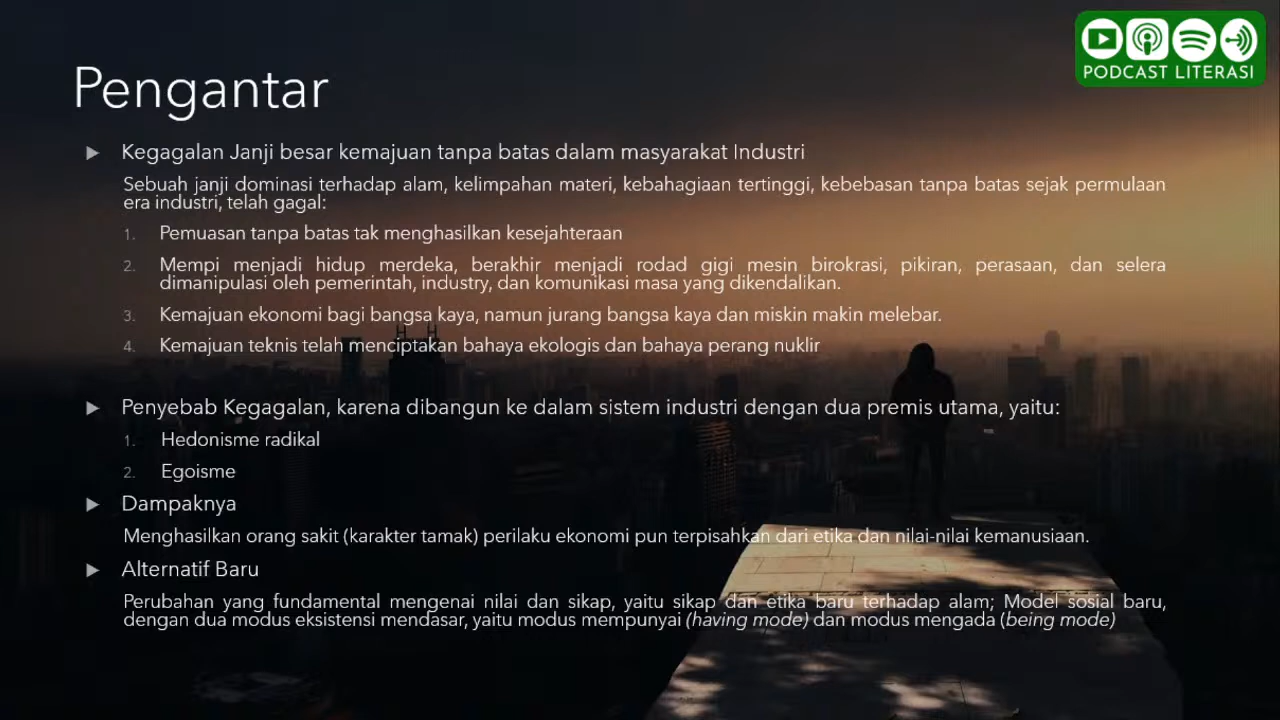 PODCAST LITERASI
Pengantar
Kegagalan Janji besar kemajuan tanpa batas dalam masyarakat Industri
Sebuah janji dominasi terhadap alam, kelimpahan materi, kebahagiaan tertinggi, kebebasan tanpa batas sejak permulaan
era industri, telah gagal:
1. Pemuasan tanpa batas tak menghasilkan kesejahteraan
2. Mempi menjadi hidup merdeka, berakhir menjadi rodad gigi mesin birokrasi, pikiran, perasaan, dan selera
dimanipulasi oleh pemerintah, industry, dan komunikasi masa yang dikendalikan.
3. Kemajuan ekonomi bagi bangsa kaya, namun jurang bangsa kaya dan miskin makin melebar.
4. Kemajuan teknis telah menciptakan bahaya ekologis dan bahaya perang nuklir
Penyebab Kegagalan, karena dibangun ke dalam sistem industri dengan dua premis utama, yaitu:
1. Hedonisme radikal
2. Egoisme
Dampaknya
Menghasilkan orang sakit (karakter tamak) perilaku ekonomi pun terpisahkan dari etika dan nilai-nilai kemanusiaan.
Alternatif Baru
Perubahan yang fundamental mengenai nilai dan sikap, yaitu sikap dan etika baru terhadap alam; Model sosial baru,
dengan dua modus eksistensi mendasar, yaitu modus mempunyai (having mode) dan modus mengada (being mode)